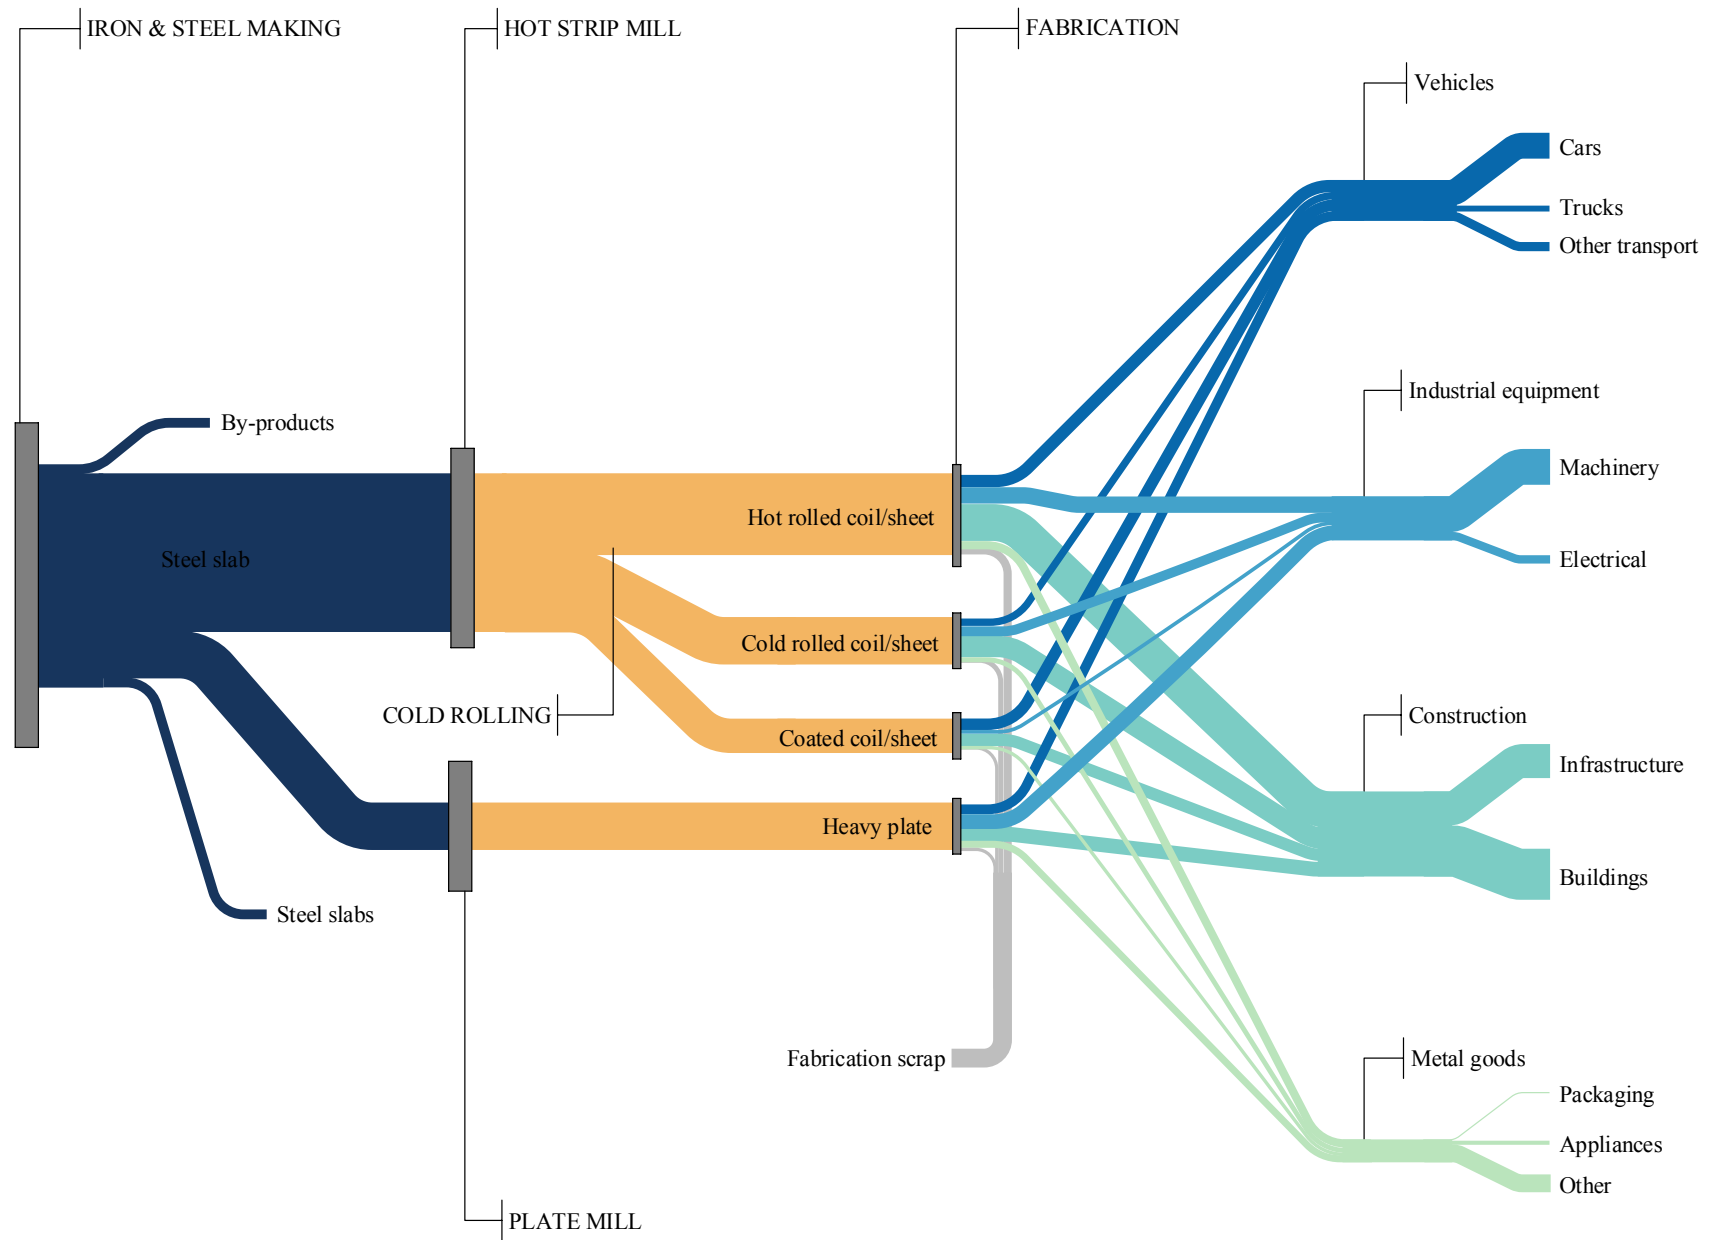 IRON & STEEL MAKING
HOT STRIP MILL
FABRICATION
Vehicles
Cars
Trucks
Other transport
Industrial equipment
By-products
Machinery
Hot rolled coil/sheet
Steel slab
Electrical
Cold rolled coil/sheet
COLD ROLLING
Construction
Coated coil/sheet
Infrastructure
Heavy plate
Buildings
Steel slabs
Fabrication scrap
Metal goods
Packaging
Appliances
Other
PLATE MILL